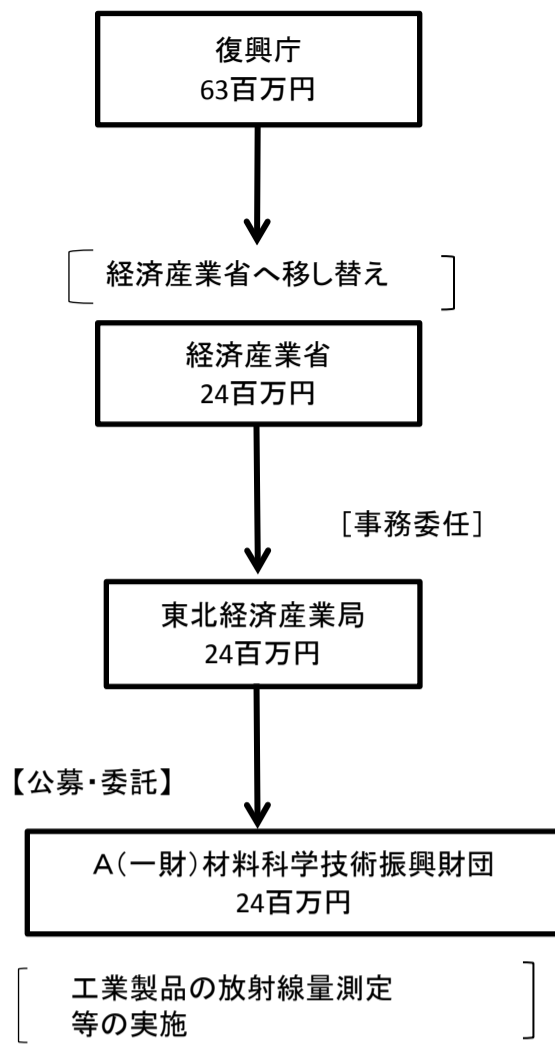 復興庁
63百万円
経済産業省へ移し替え
経済産業省
24百万円
[事務委任]
東北経済産業局
24百万円
【公募・委託】
A(一財)材料科学技術振興財団
24百万円
工業製品の放射線量測定
等の実施